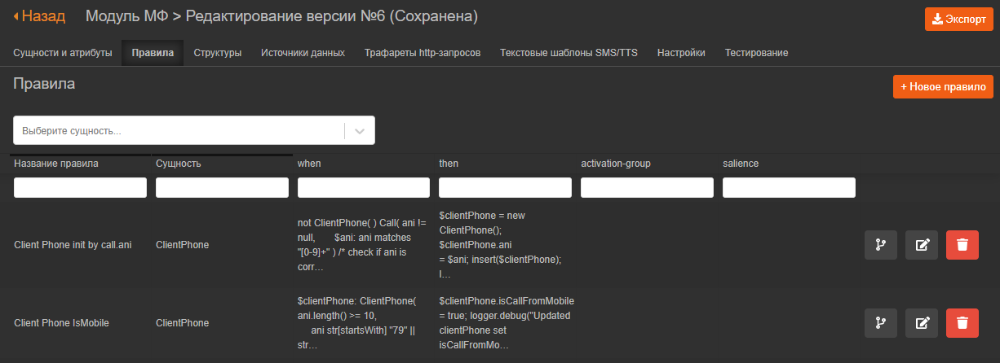 Назад Модуль МФ > Редактирование версии №6 (Сохранена)
Экспорт
Сущности и атрибуты Правила Структуры Источники данных Трафареты http-запросов Текстовые шаблоны SMS/TTS Настройки Тестирование
Правила
+ Новое правило
Выберите сущность...
Название правила Сущность when then activation-group salience
Client Phone init by call.ani
ClientPhone
not ClientPhone( ) Call( ani !=
null, $ani: ani matches
"[0-9]+" ) /* check if ani is
corr…
$clientPhone = new
ClientPhone();
$clientPhone.ani
= $ani; insert($clientPhone);
l…
Client Phone IsMobile
ClientPhone
$clientPhone: ClientPhone(
ani.length() >= 10,
ani str[startsWith] "79" ||
str…
$clientPhone.isCallFromMobile
= true; logger.debug("Updated
clientPhone set
isCallFromMo…